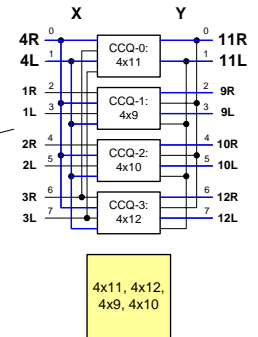 X Y
4R 0 CCQ-0: 0 11R
4L 1 4x11 1 11L
1R 2 CCQ-1: 2 9R
1L 3 4x9 3 9L
2R 4 CCQ-2: 4 10R
2L 5 4x10 5 10L
3R 6 CCQ-3: 6 12R
3L 7 4x12 7 12L
4x11, 4x12,
4x9, 4x10